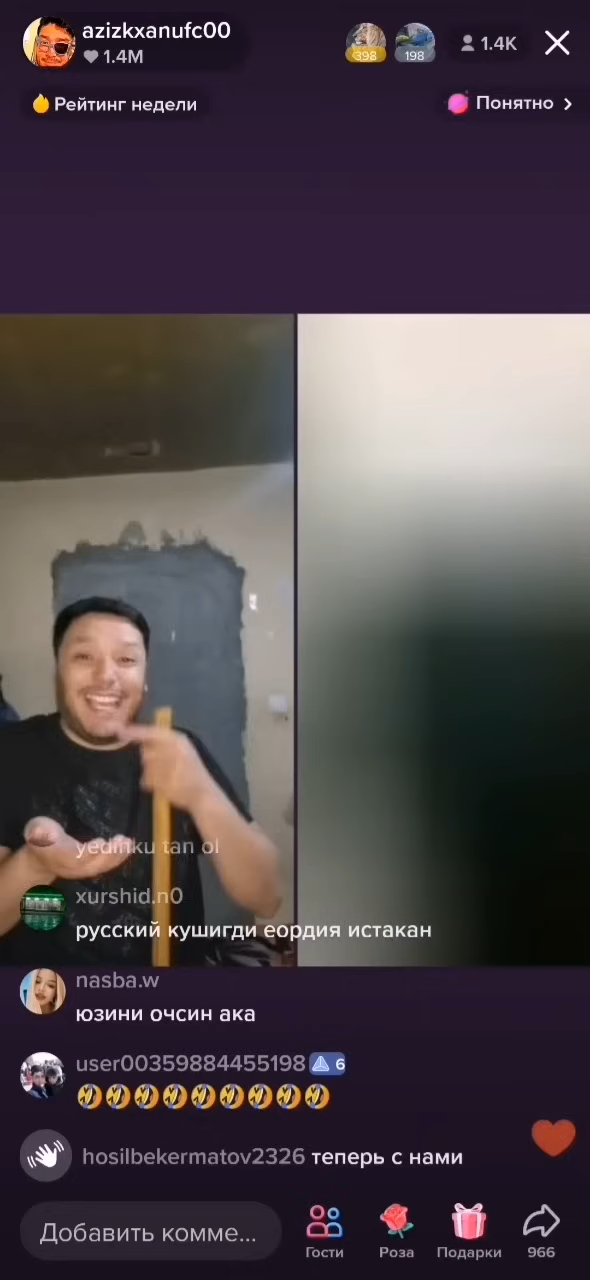 azizkxanufc00
1.4M
398
198
1.4K
Рейтинг недели
Понятно
yedinku tan ol
xurshid.n0
русский кушигди еордия истакан
nasba.w
юзини очсин ака
user00359884455198 6
🤣🤣🤣🤣🤣🤣🤣🤣🤣
hosilbekermatov2326 теперь с нами
Добавить комме...
Гости
Роза
Подарки
966